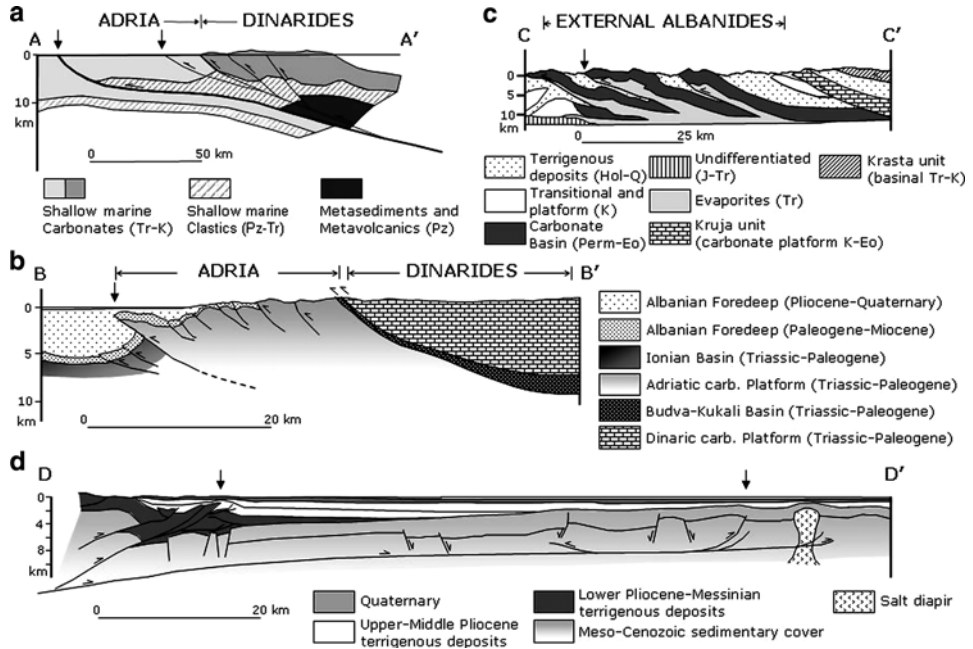 a
ADRIA DINARIDES
A A′
0
10
km
0 50 km
Shallow marine
Carbonates (Tr-K)
Shallow marine
Clastics (Pz-Tr)
Metasediments and
Metavolcanics (Pz)
c
EXTERNAL ALBANIDES
C C′
0
5
10
km
0 25 km
Terrigenous
deposits (Hol-Q)
Undifferentiated
(J-Tr)
Krasta unit
(basinal Tr-K)
Transitional and
platform (K)
Evaporites (Tr)
Carbonate
Basin (Perm-Eo)
Kruja unit
(carbonate platform K-Eo)
b
ADRIA DINARIDES
B B′
0
5
10
km
0 20 km
Albanian Foredeep (Pliocene-Quaternary)
Albanian Foredeep (Paleogene-Miocene)
Ionian Basin (Triassic-Paleogene)
Adriatic carb. Platform (Triassic-Paleogene)
Budva-Kukali Basin (Triassic-Paleogene)
Dinaric carb. Platform (Triassic-Paleogene)
d
D D′
0
4
8
km
0 20 km
Quaternary
Upper-Middle Pliocene
terrigenous deposits
Lower Pliocene-Messinian
terrigenous deposits
Meso-Cenozoic sedimentary cover
Salt diapir